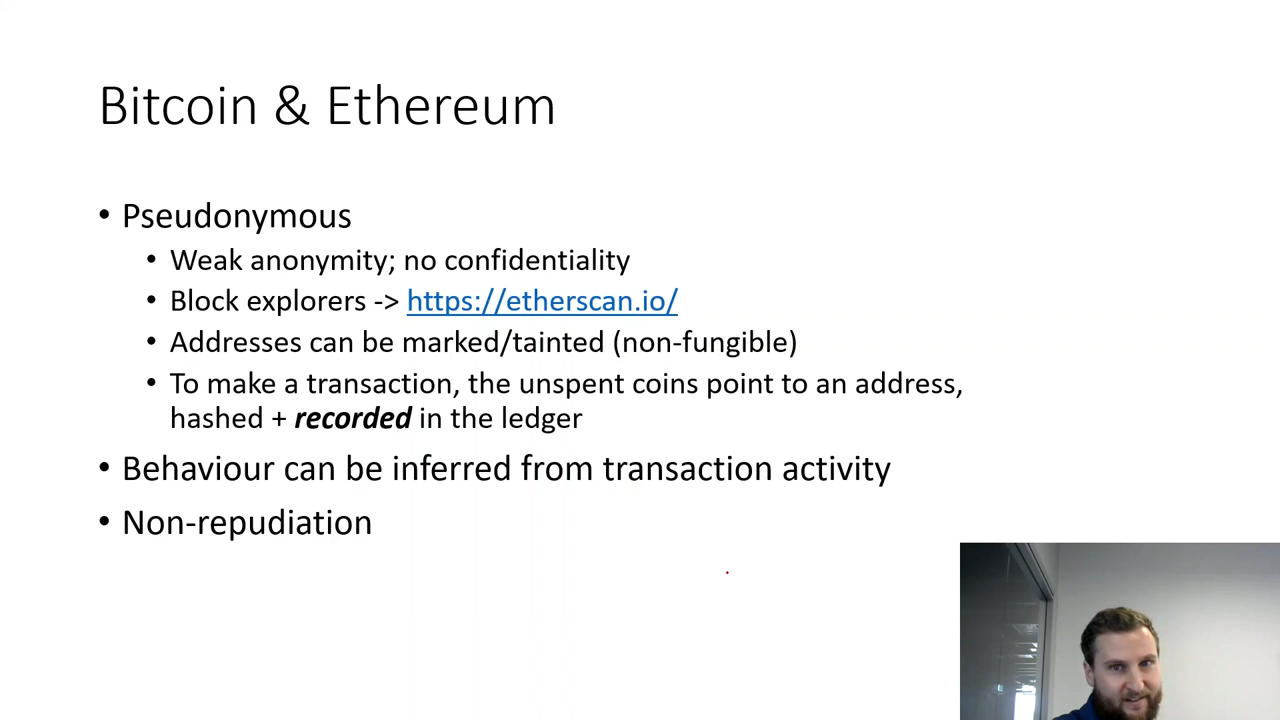 Bitcoin & Ethereum
• Pseudonymous
• Weak anonymity; no confidentiality
• Block explorers -> https://etherscan.io/
• Addresses can be marked/tainted (non-fungible)
• To make a transaction, the unspent coins point to an address,
hashed + recorded in the ledger
• Behaviour can be inferred from transaction activity
• Non-repudiation